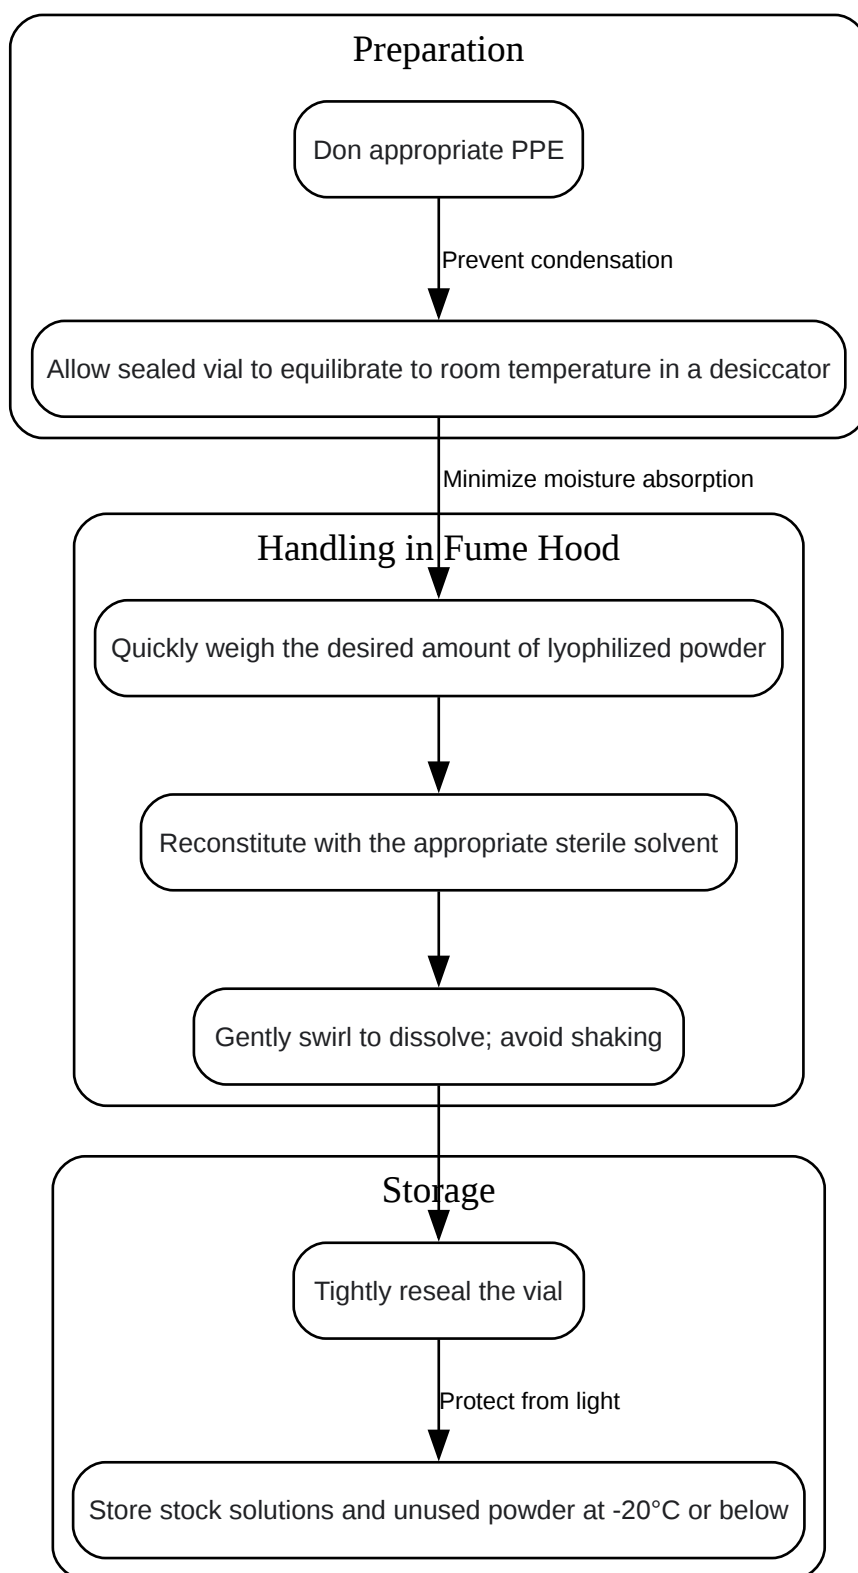 Preparation
Don appropriate PPE
Prevent condensation
Allow sealed vial to equilibrate to room temperature in a desiccator
Minimize moisture absorption
Handling in Fume Hood
Quickly weigh the desired amount of lyophilized powder
Reconstitute with the appropriate sterile solvent
Gently swirl to dissolve; avoid shaking
Storage
Tightly reseal the vial
Protect from light
Store stock solutions and unused powder at -20°C or below